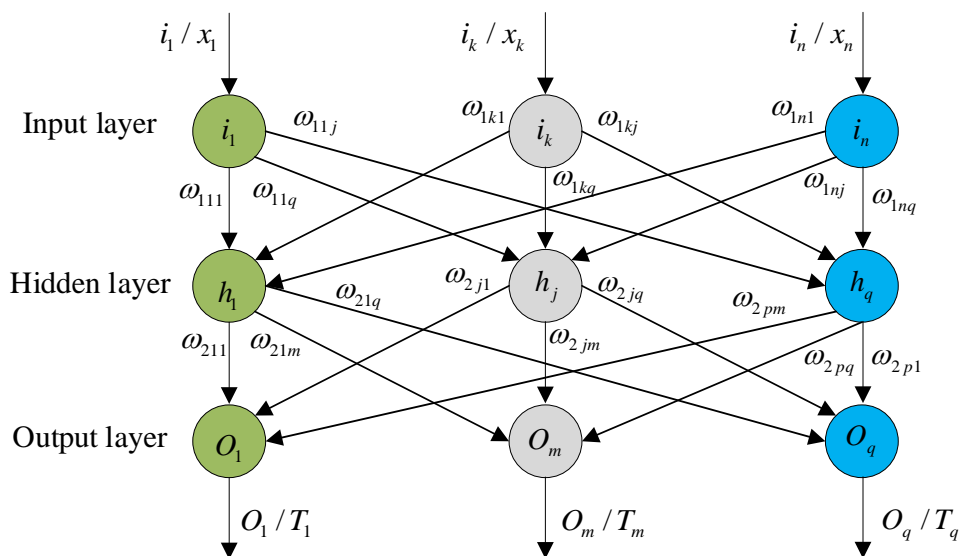 i₁ / x₁ iₖ / xₖ iₙ / xₙ
Input layer i₁ ω₁₁ⱼ ω₁ₖ₁ iₖ ω₁ₖⱼ ω₁ₙ₁ iₙ
ω₁₁₁ ω₁₁q ω₁ₖq ω₁ₙⱼ ω₁ₙq
Hidden layer h₁ ω₂₁q ω₂ⱼ₁ hⱼ ω₂ⱼq ω₂ₚₘ hq
ω₂₁₁ ω₂₁ₘ ω₂ⱼₘ ω₂ₚq ω₂ₚ₁
Output layer O₁ Oₘ Oq
O₁ / T₁ Oₘ / Tₘ Oq / Tq